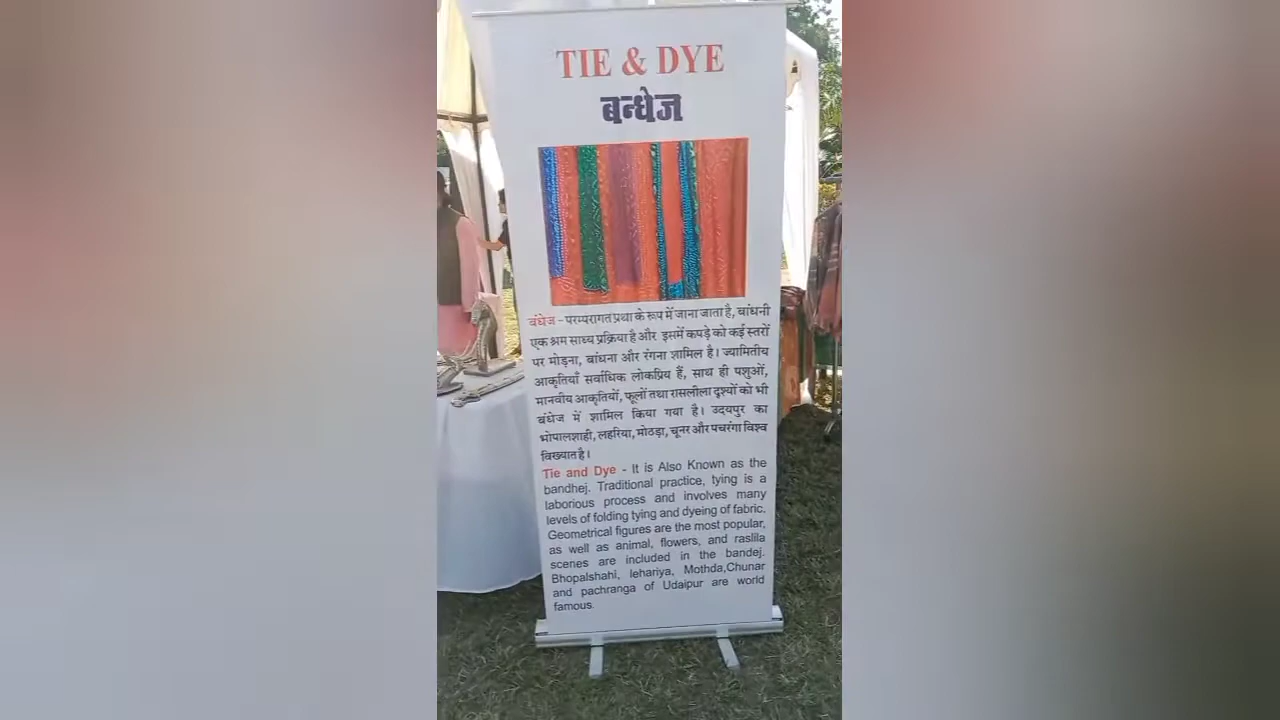 TIE & DYE
बन्धेज
बंधेज - परम्परागत प्रथा के रूप में जाना जाता है, बांधनी
एक श्रम साध्य प्रक्रिया है और इसमें कपड़े को कई स्तरों
पर मोड़ना, बांधना और रंगना शामिल है। ज्यामितीय
आकृतियाँ सर्वाधिक लोकप्रिय हैं, साथ ही पशुओं,
मानवीय आकृतियों, फूलों तथा रासलीला दृश्यों को भी
बंधेज में शामिल किया गया है। उदयपुर का
भोपालशाही, लहरिया, मोठड़ा, चूनर और पचरंगा विश्व
विख्यात है।
Tie and Dye - It is Also Known as the
bandhej. Traditional practice, tying is a
laborious process and involves many
levels of folding tying and dyeing of fabric.
Geometrical figures are the most popular,
as well as animal, flowers, and raslila
scenes are included in the bandej.
Bhopalshahi, lehariya, Mothda,Chunar
and pachranga of Udaipur are world
famous.